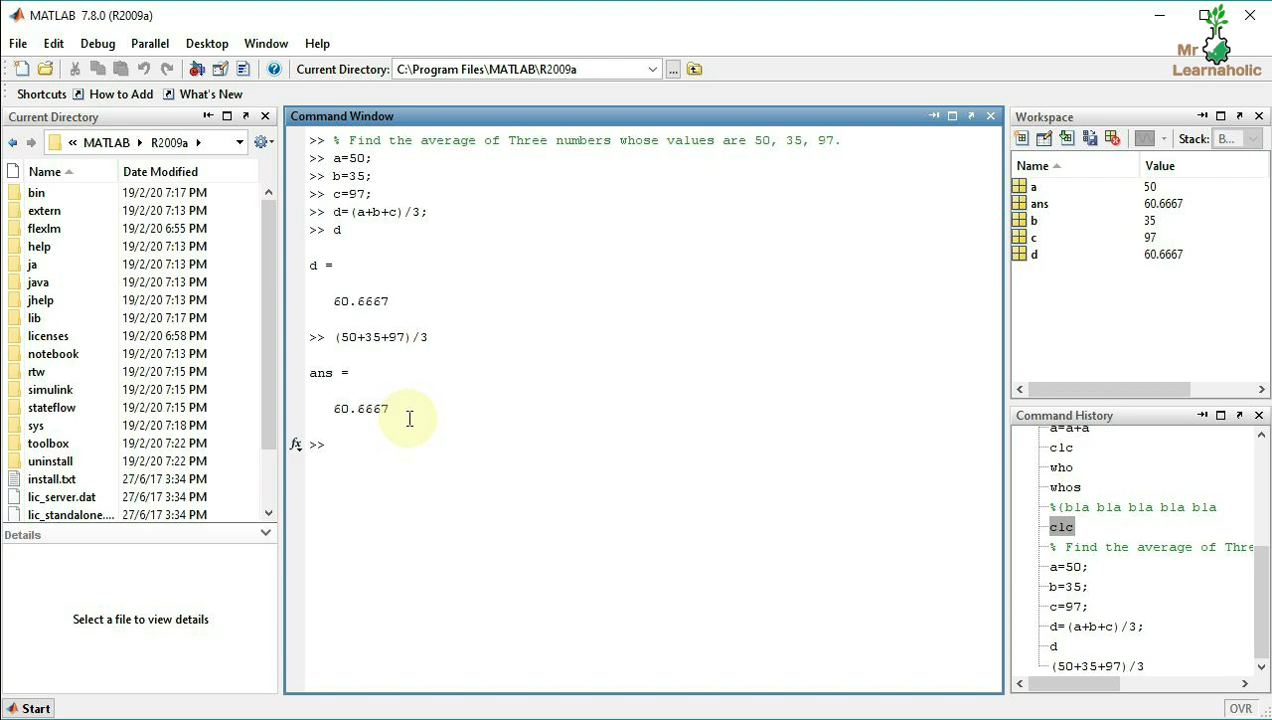 MATLAB 7.8.0 (R2009a)
Mr
Learnaholic
File Edit Debug Parallel Desktop Window Help
Current Directory: C:\Program Files\MATLAB\R2009a ...
Shortcuts How to Add What's New
Current Directory
« MATLAB R2009a
Name Date Modified
bin 19/2/20 7:17 PM
extern 19/2/20 7:13 PM
flexlm 19/2/20 6:55 PM
help 19/2/20 7:13 PM
ja 19/2/20 7:13 PM
java 19/2/20 7:13 PM
jhelp 19/2/20 7:13 PM
lib 19/2/20 7:17 PM
licenses 19/2/20 6:58 PM
notebook 19/2/20 7:13 PM
rtw 19/2/20 7:15 PM
simulink 19/2/20 7:15 PM
stateflow 19/2/20 7:15 PM
sys 19/2/20 7:18 PM
toolbox 19/2/20 7:22 PM
uninstall 19/2/20 7:22 PM
install.txt 27/6/17 3:34 PM
lic_server.dat 27/6/17 3:34 PM
lic_standalone.... 27/6/17 3:34 PM
Details
Select a file to view details
Start
Command Window
>> % Find the average of Three numbers whose values are 50, 35, 97.
>> a=50;
>> b=35;
>> c=97;
>> d=(a+b+c)/3;
>> d
d =
60.6667
>> (50+35+97)/3
ans =
60.6667
fx >>
Workspace
Stack: B...
Name Value
a 50
ans 60.6667
b 35
c 97
d 60.6667
Command History
a=a+a
clc
who
whos
%{bla bla bla bla bla
clc
% Find the average of Thre
a=50;
b=35;
c=97;
d=(a+b+c)/3;
d
(50+35+97)/3
OVR